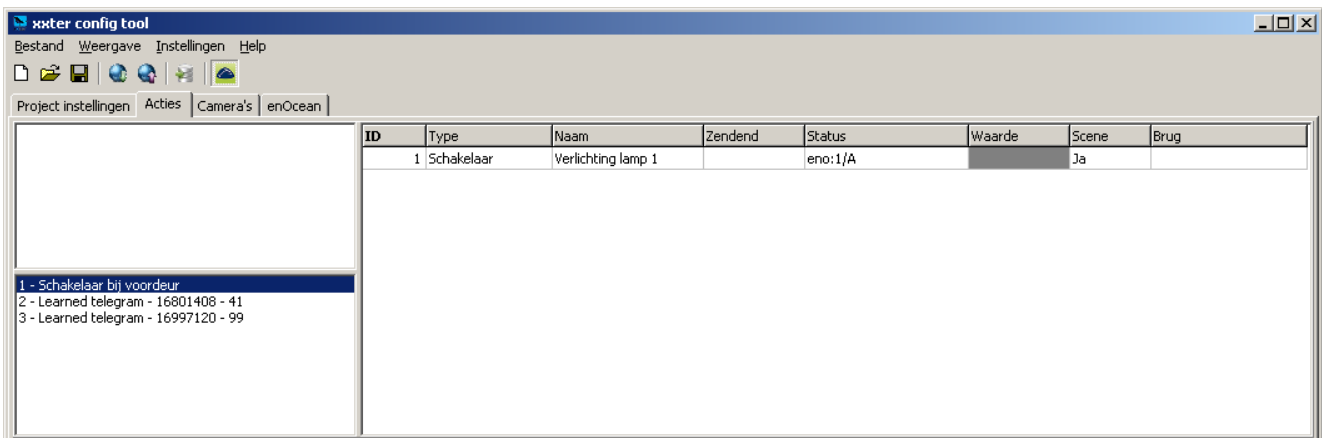 xxter config tool
Bestand Weergave Instellingen Help
Project instellingen Acties Camera's enOcean
ID Type Naam Zendend Status Waarde Scene Brug
1 Schakelaar Verlichting lamp 1 eno:1/A Ja
1 - Schakelaar bij voordeur
2 - Learned telegram - 16801408 - 41
3 - Learned telegram - 16997120 - 99